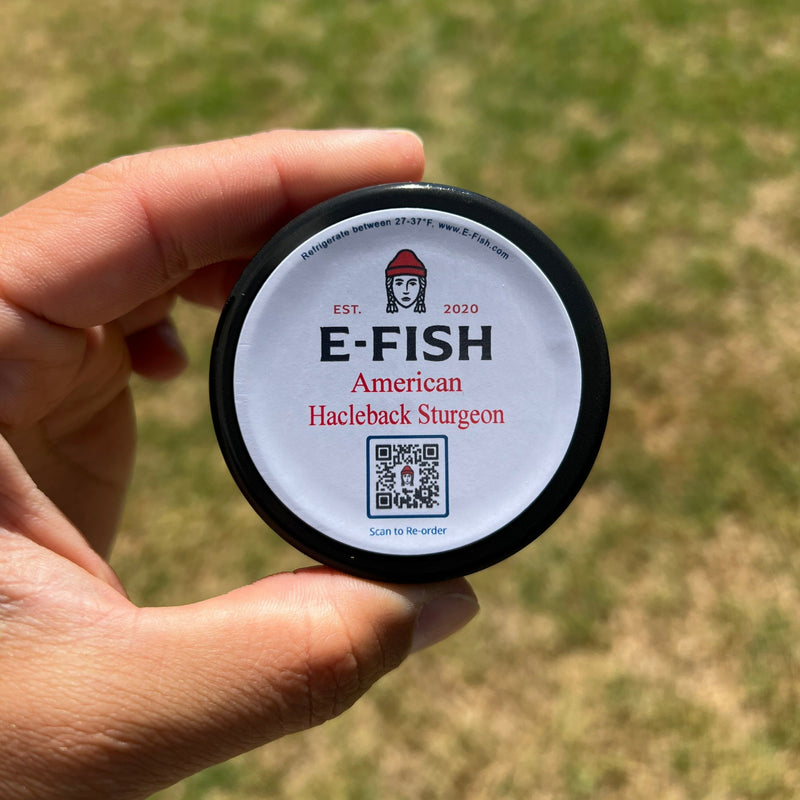 Refrigerate between 27-37°F, www.E-Fish.com
EST. 2020
E-FISH
American
Hacleback Sturgeon
Scan to Re-order